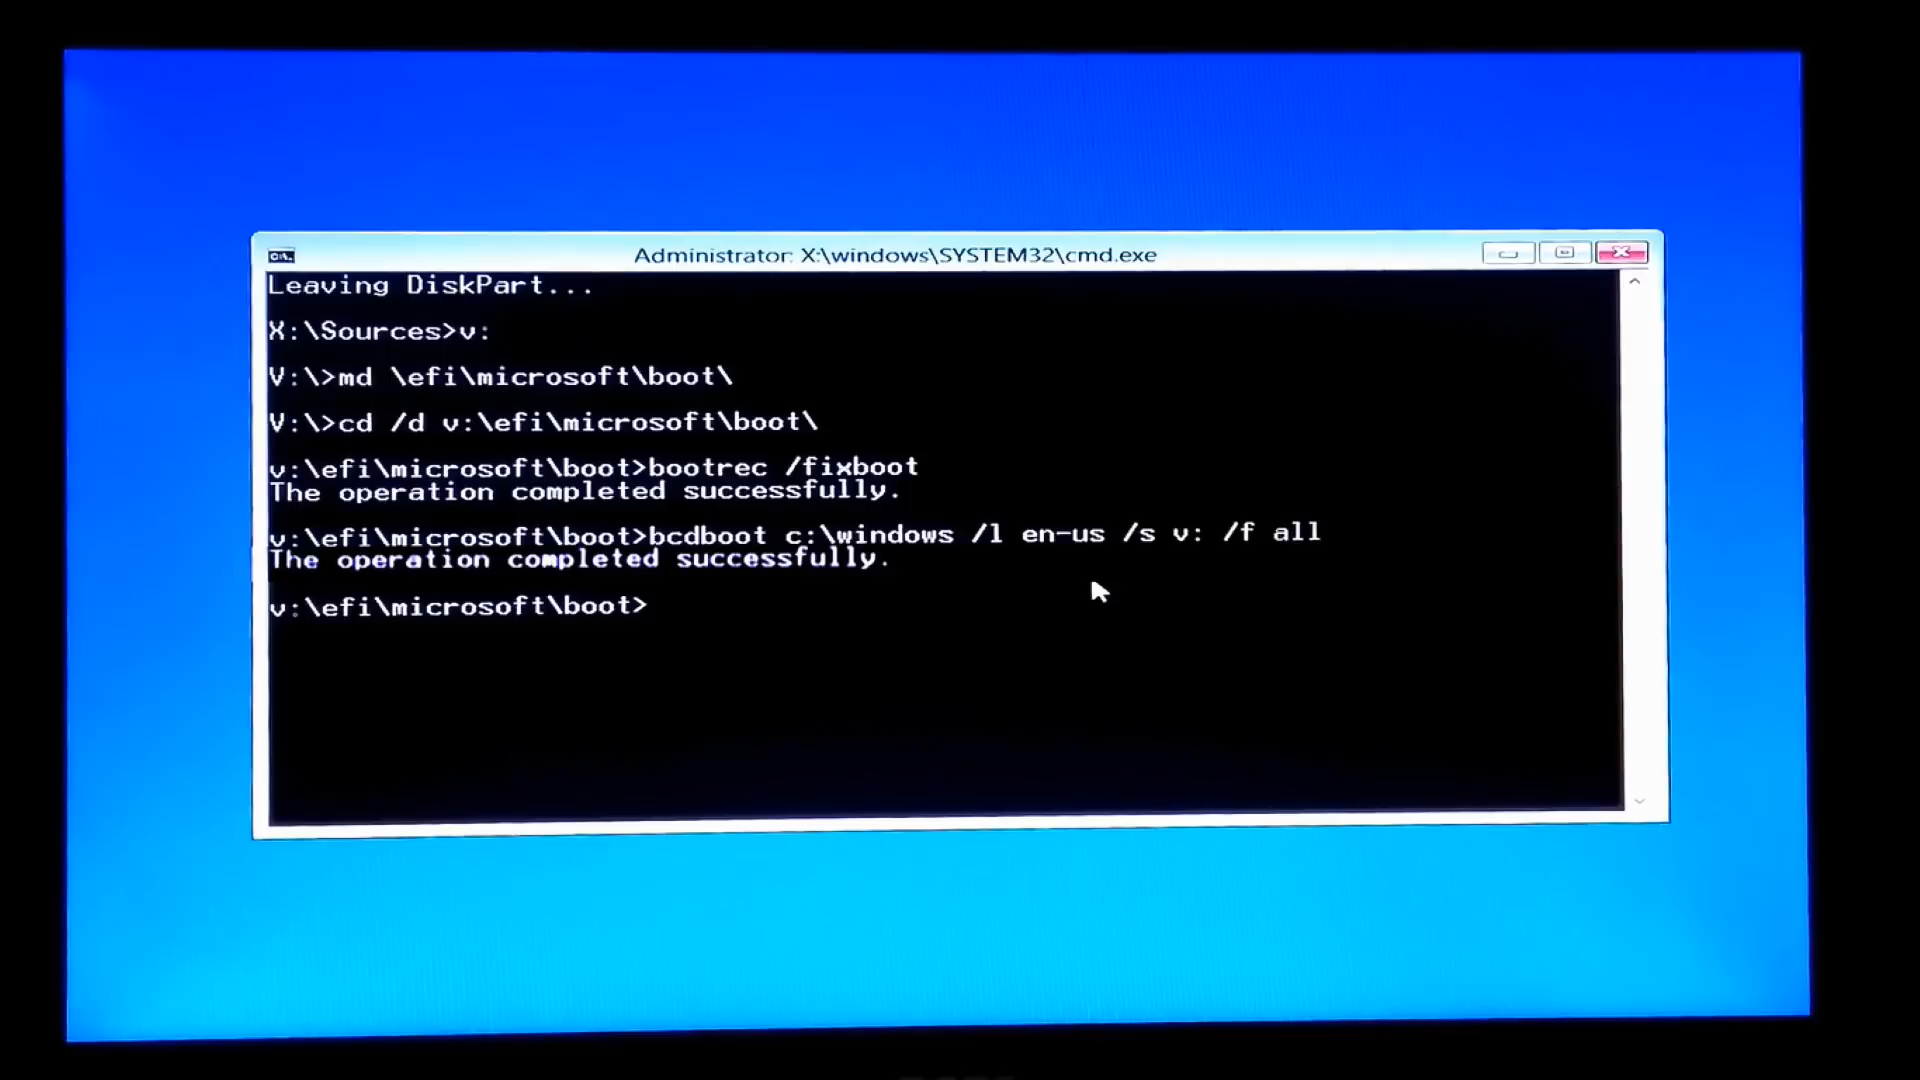 Administrator: X:\windows\SYSTEM32\cmd.exe
Leaving DiskPart...
X:\Sources>v:
V:\>md \efi\microsoft\boot\
V:\>cd /d v:\efi\microsoft\boot\
v:\efi\microsoft\boot>bootrec /fixboot
The operation completed successfully.
v:\efi\microsoft\boot>bcdboot c:\windows /l en-us /s v: /f all
The operation completed successfully.
v:\efi\microsoft\boot>